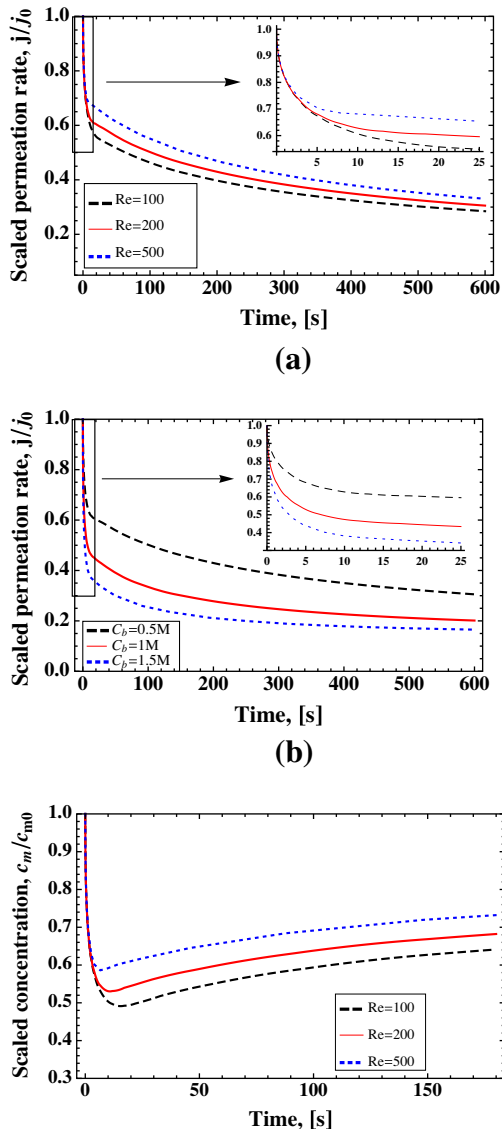 1.0
0.8
0.6
0.4
0.2
Scaled permeation rate, j/j0
1.0
0.9
0.8
0.7
0.6
5 10 15 20 25
Re=100
Re=200
Re=500
0 100 200 300 400 500 600
Time, [s]
(a)
1.0
0.8
0.6
0.4
0.2
0.0
Scaled permeation rate, j/j0
1.0
0.9
0.8
0.7
0.6
0.5
0.4
0 5 10 15 20 25
Cb=0.5M
Cb=1M
Cb=1.5M
0 100 200 300 400 500 600
Time, [s]
(b)
1.0
0.9
0.8
0.7
0.6
0.5
0.4
0.3
Scaled concentration, cm/cm0
Re=100
Re=200
Re=500
0 50 100 150
Time, [s]